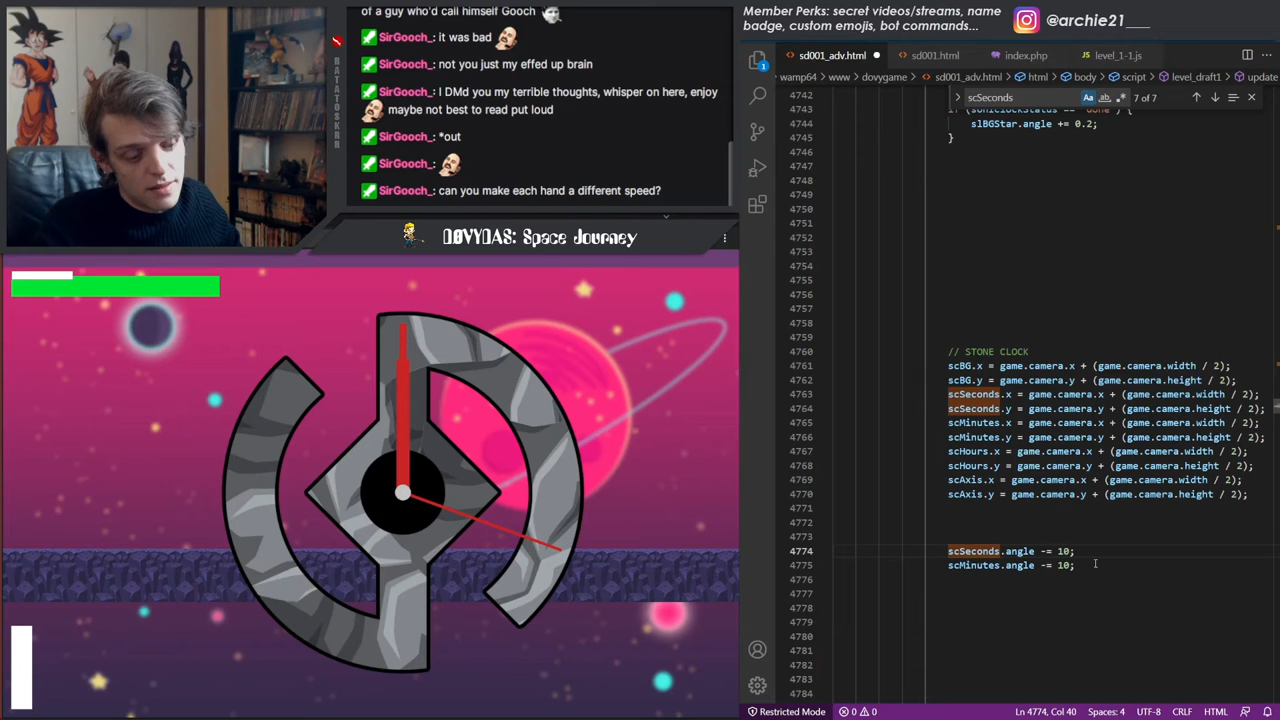 of a guy who'd call himself Gooch
SirGooch_: it was bad
SirGooch_: not you just my effed up brain
SirGooch_: I DMd you my terrible thoughts, whisper on here, enjoy
maybe not best to read put loud
SirGooch_: *out
SirGooch_:
SirGooch_: can you make each hand a different speed?
RATATOSKRR
DOVYDAS: Space Journey
Member Perks: secret videos/streams, name
badge, custom emojis, bot commands...
@archie21___
sd001_adv.html
sd001.html
index.php
level_1-1.js
wamp64 > www > dovygame > sd001_adv.html > html > body > script > level_draft1 > update
scSeconds
Aa
ab
7 of 7
4742
4743
4744 slBGStar.angle += 0.2;
4745 }
4746
4747
4748
4749
4750
4751
4752
4753
4754
4755
4756
4757
4758
4759
4760 // STONE CLOCK
4761 scBG.x = game.camera.x + (game.camera.width / 2);
4762 scBG.y = game.camera.y + (game.camera.height / 2);
4763 scSeconds.x = game.camera.x + (game.camera.width / 2);
4764 scSeconds.y = game.camera.y + (game.camera.height / 2);
4765 scMinutes.x = game.camera.x + (game.camera.width / 2);
4766 scMinutes.y = game.camera.y + (game.camera.height / 2);
4767 scHours.x = game.camera.x + (game.camera.width / 2);
4768 scHours.y = game.camera.y + (game.camera.height / 2);
4769 scAxis.x = game.camera.x + (game.camera.width / 2);
4770 scAxis.y = game.camera.y + (game.camera.height / 2);
4771
4772
4773
4774 scSeconds.angle -= 10;
4775 scMinutes.angle -= 10;
4776
4777
4778
4779
4780
4781
4782
4783
4784
1
Restricted Mode
0 0
Ln 4774, Col 40
Spaces: 4
UTF-8
CRLF
HTML